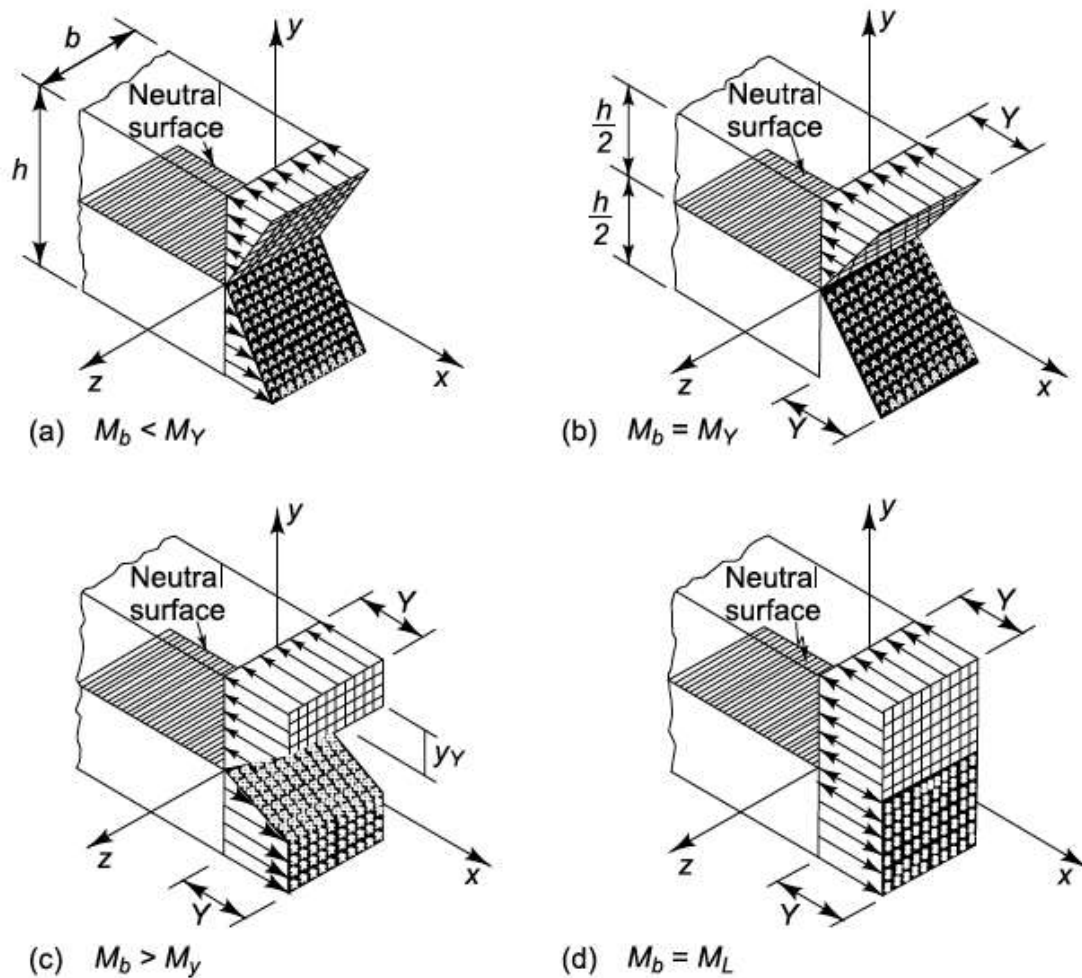 b
y
Neutral
surface
h
z
x
(a) M_b < M_Y
y
Neutral
surface
Y
h/2
h/2
z
x
Y
(b) M_b = M_Y
y
Neutral
surface
Y
y_Y
z
x
Y
(c) M_b > M_y
y
Neutral
surface
Y
z
x
Y
(d) M_b = M_L